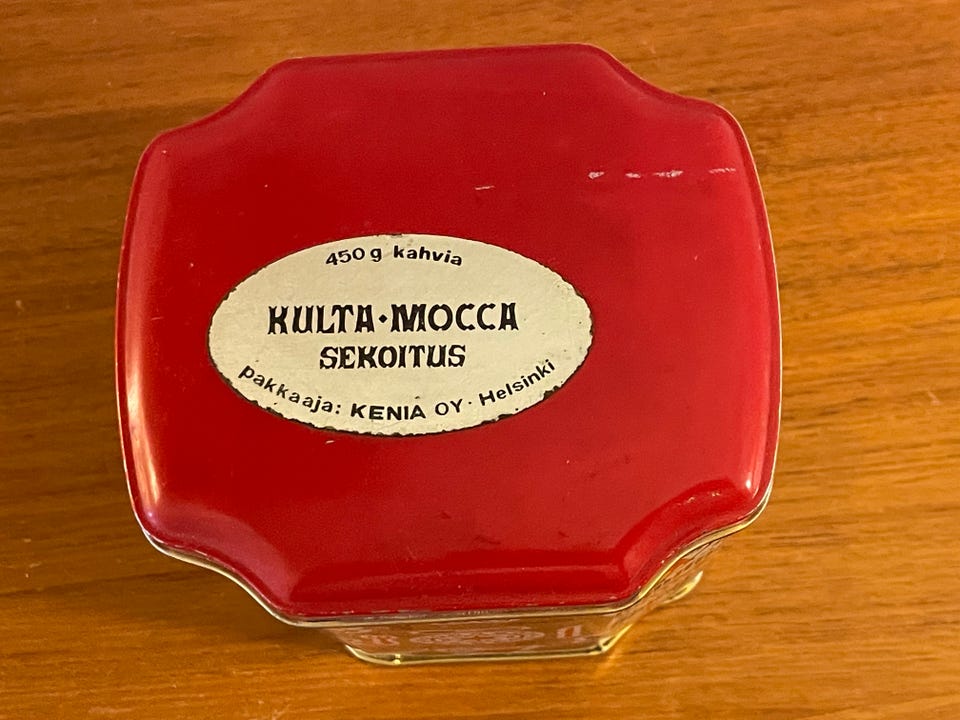 450 g kahvia
KULTA·MOCCA
SEKOITUS
pakkaaja: KENIA OY · Helsinki